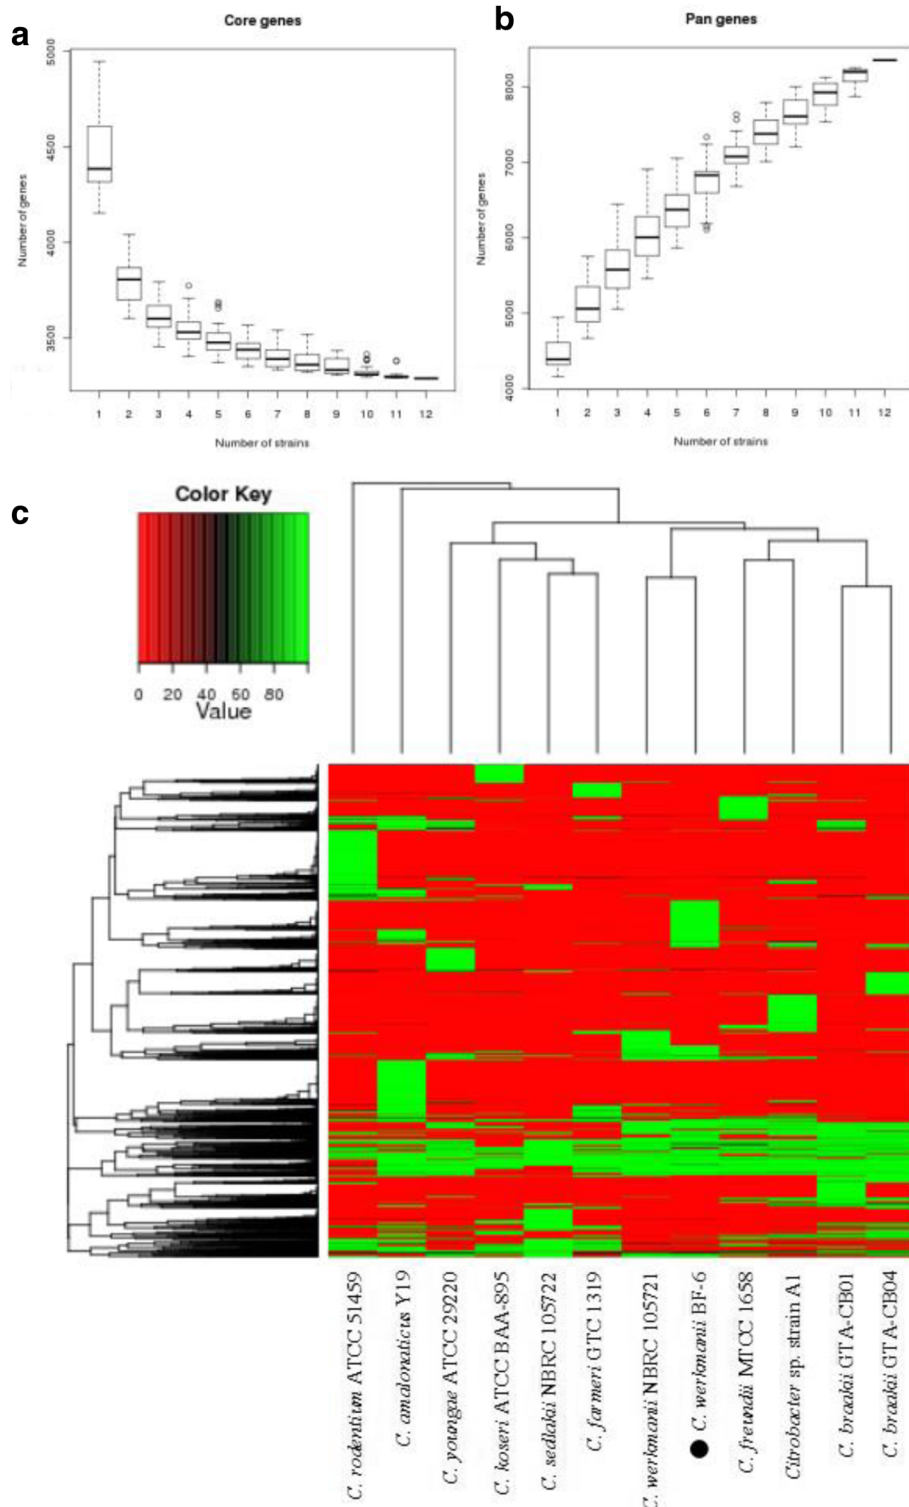 a
Core genes
Number of genes
5000
4500
4000
3500
1 2 3 4 5 6 7 8 9 10 11 12
Number of strains
b
Pan genes
Number of genes
8000
7000
6000
5000
4000
1 2 3 4 5 6 7 8 9 10 11 12
Number of strains
c
Color Key
0 20 40 60 80
Value
C. rodentium ATCC 51459
C. amalonaticus Y19
C. youngae ATCC 29220
C. koseri ATCC BAA-895
C. sedlakii NBRC 105722
C. farmeri GTC 1319
C. werkmanii NBRC 105721
C. werkmanii BF-6
C. freundii MTCC 1658
Citrobacter sp. strain A1
C. braakii GTA-CB01
C. braakii GTA-CB04